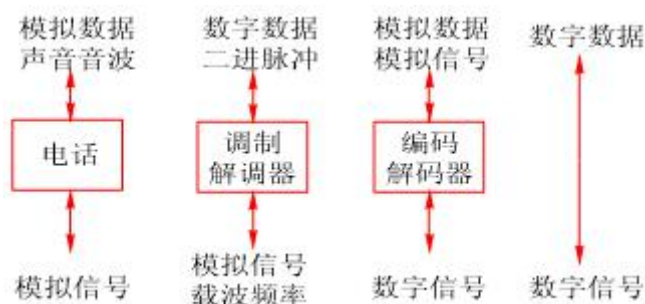 模拟数据
声音音波
电话
模拟信号
数字数据
二进脉冲
调制
解调器
模拟信号
载波频率
模拟数据
模拟信号
编码
解码器
数字信号
数字数据
数字信号